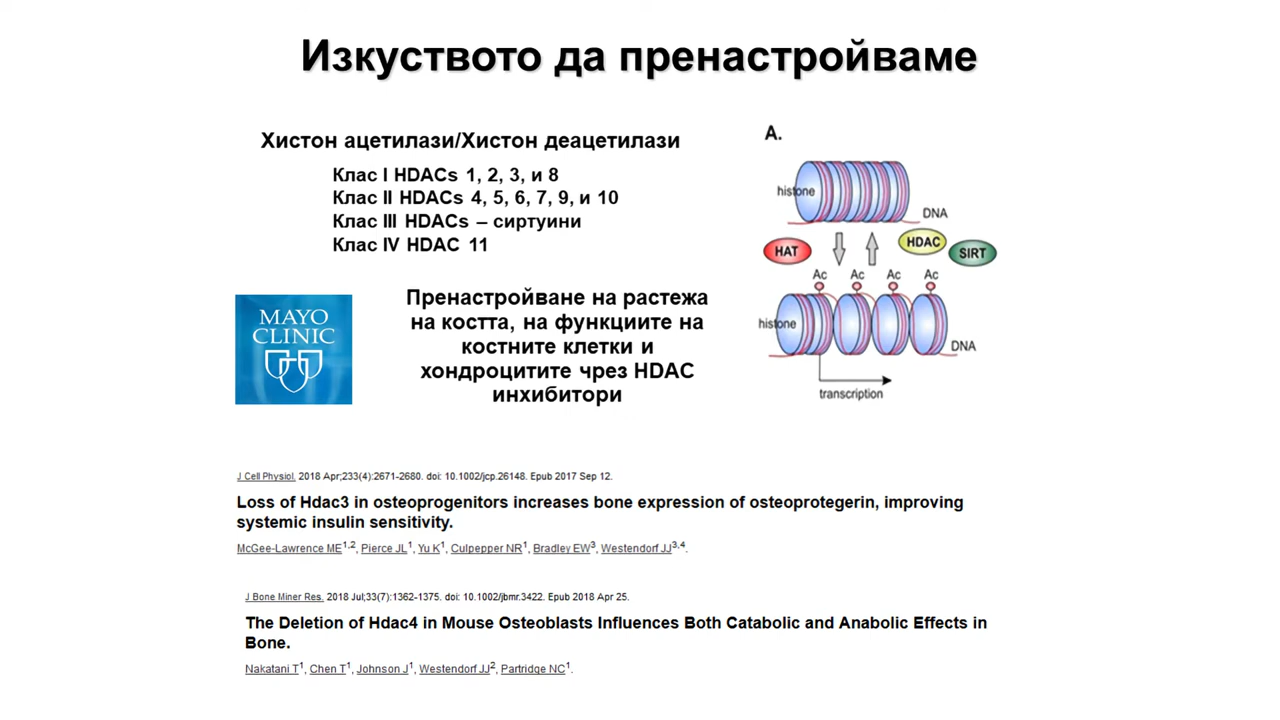 Изкуството да пренастройваме
Хистон ацетилази/Хистон деацетилази
Клас I HDACs 1, 2, 3, и 8
Клас II HDACs 4, 5, 6, 7, 9, и 10
Клас III HDACs – сиртуини
Клас IV HDAC 11
MAYO
CLINIC
Пренастройване на растежа
на костта, на функциите на
костните клетки и
хондроцитите чрез HDAC
инхибитори
A.
histone
DNA
HAT
HDAC
SIRT
Ac Ac Ac Ac
histone
DNA
transcription
J Cell Physiol. 2018 Apr;233(4):2671-2680. doi: 10.1002/jcp.26148. Epub 2017 Sep 12.
Loss of Hdac3 in osteoprogenitors increases bone expression of osteoprotegerin, improving
systemic insulin sensitivity.
McGee-Lawrence ME1,2, Pierce JL1, Yu K1, Culpepper NR1, Bradley EW3, Westendorf JJ3,4.
J Bone Miner Res. 2018 Jul;33(7):1362-1375. doi: 10.1002/jbmr.3422. Epub 2018 Apr 25.
The Deletion of Hdac4 in Mouse Osteoblasts Influences Both Catabolic and Anabolic Effects in
Bone.
Nakatani T1, Chen T1, Johnson J1, Westendorf JJ2, Partridge NC1.